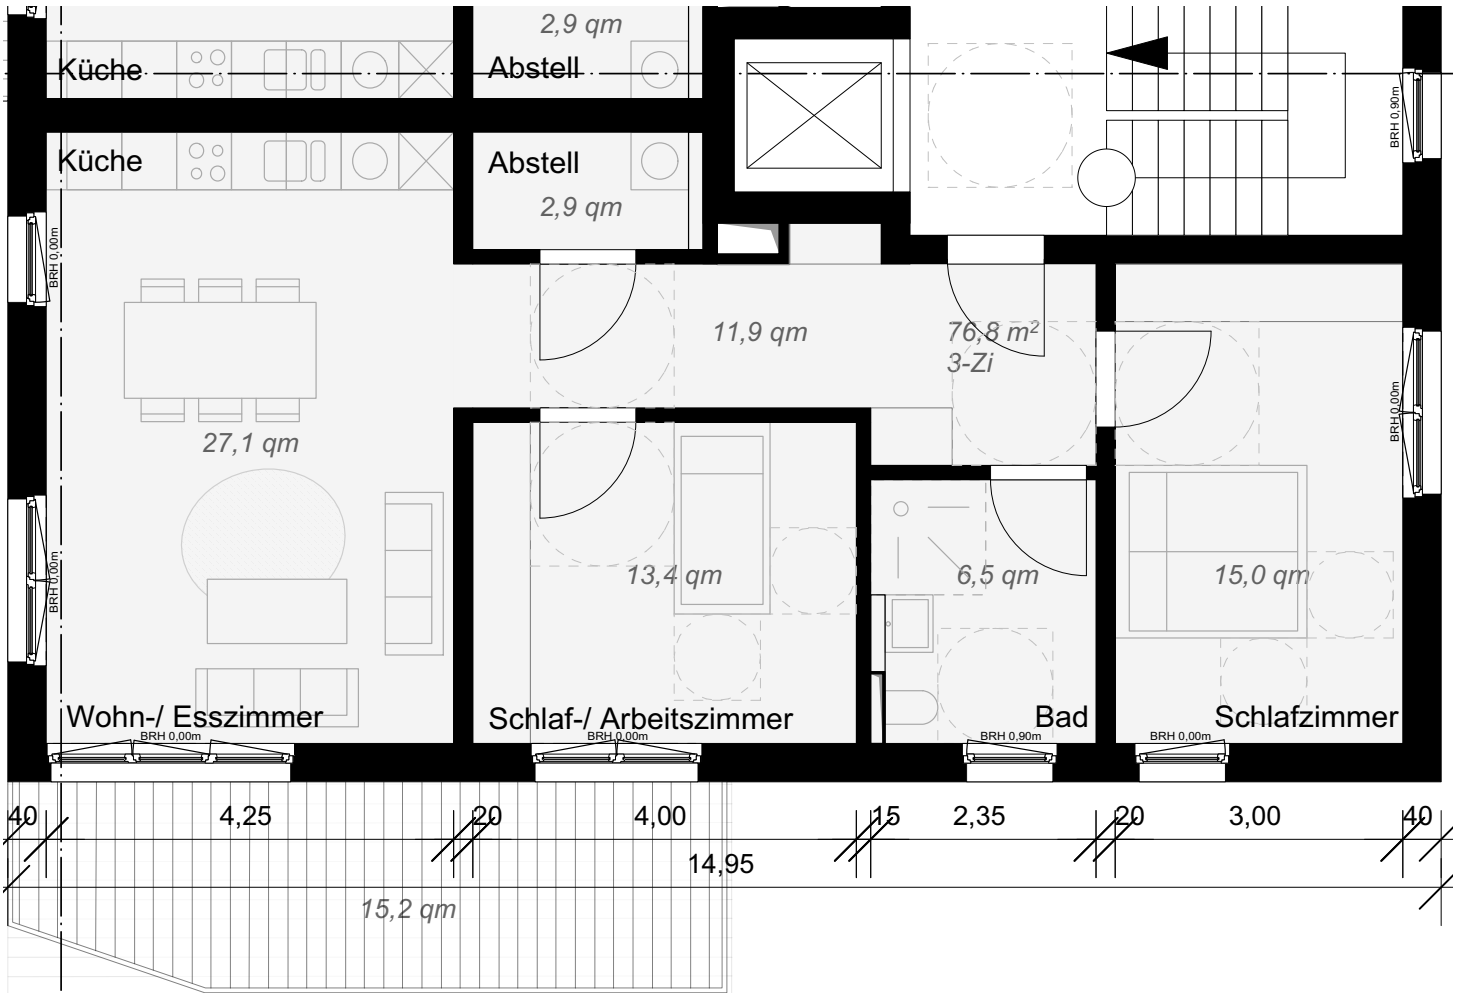 2,9 qm
Küche
Abstell
BRH 0,90m
Küche
Abstell
2,9 qm
BRH 0,00m
11,9 qm
76,8 m²
3-Zi
BRH 0,00m
27,1 qm
BRH 0,00m
13,4 qm
6,5 qm
15,0 qm
Wohn-/ Esszimmer
Schlaf-/ Arbeitszimmer
Bad
Schlafzimmer
BRH 0,00m
BRH 0,00m
BRH 0,90m
BRH 0,00m
40
4,25
20
4,00
15
2,35
20
3,00
40
14,95
15,2 qm